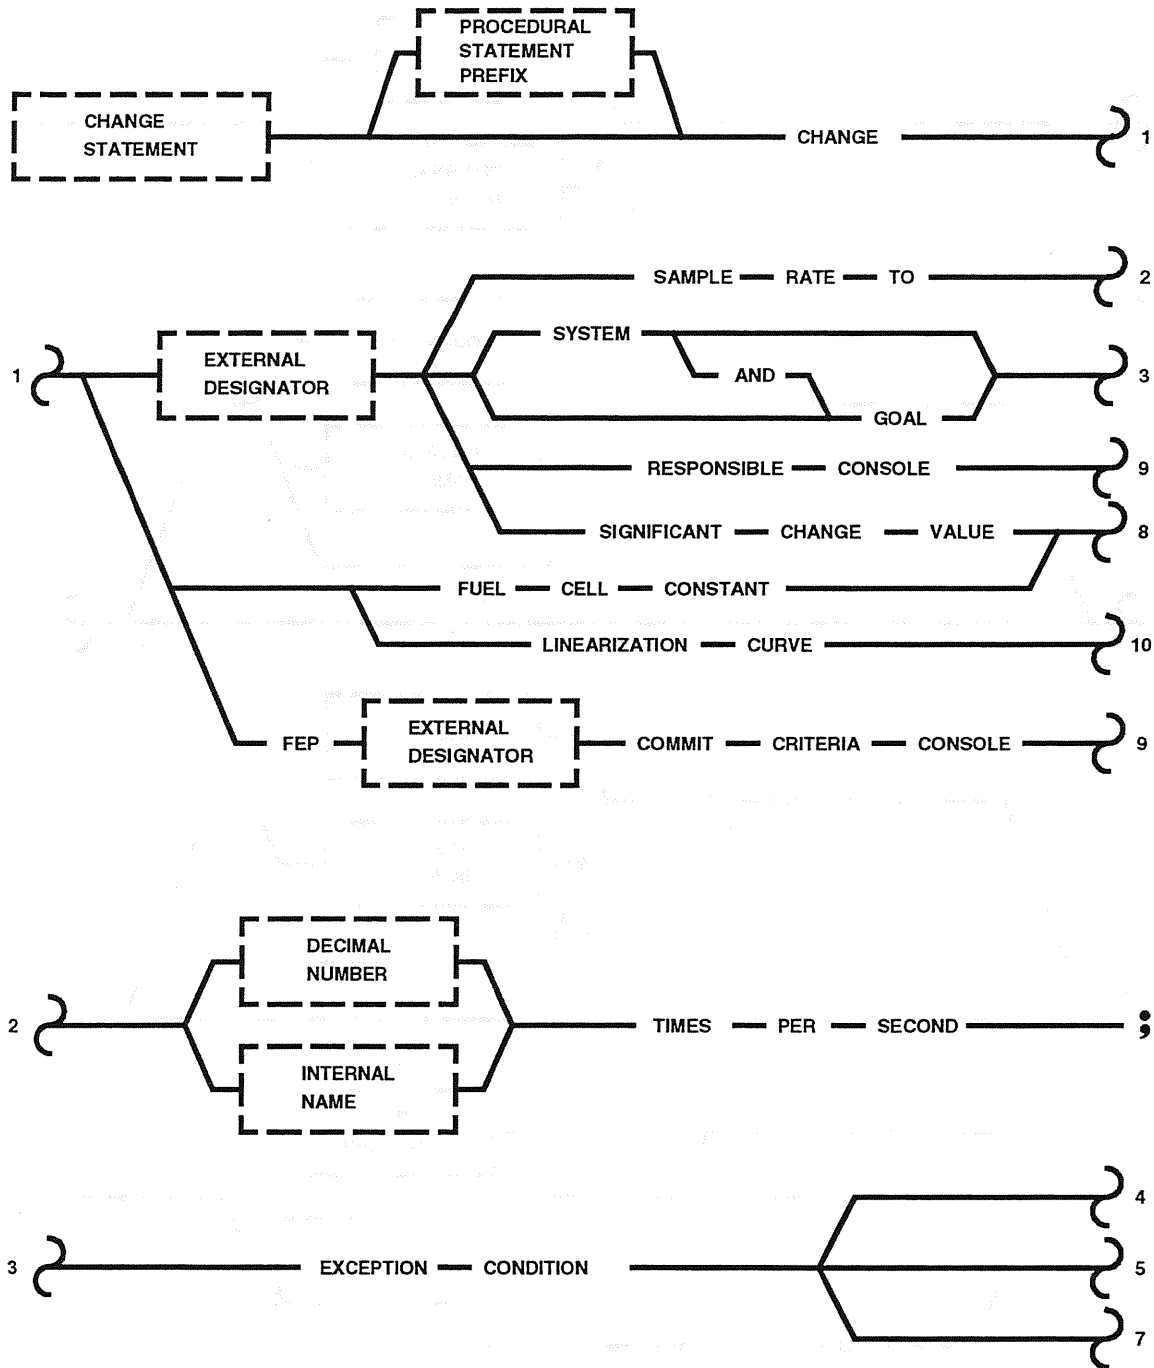 PROCEDURAL
STATEMENT
PREFIX
CHANGE
STATEMENT
CHANGE 1
SAMPLE RATE TO 2
SYSTEM
1 EXTERNAL
DESIGNATOR
AND 3
GOAL
RESPONSIBLE CONSOLE 9
SIGNIFICANT CHANGE VALUE 8
FUEL CELL CONSTANT
LINEARIZATION CURVE 10
FEP EXTERNAL
DESIGNATOR
COMMIT CRITERIA CONSOLE 9
DECIMAL
NUMBER
2 TIMES PER SECOND ;
INTERNAL
NAME
4
3 EXCEPTION CONDITION 5
7